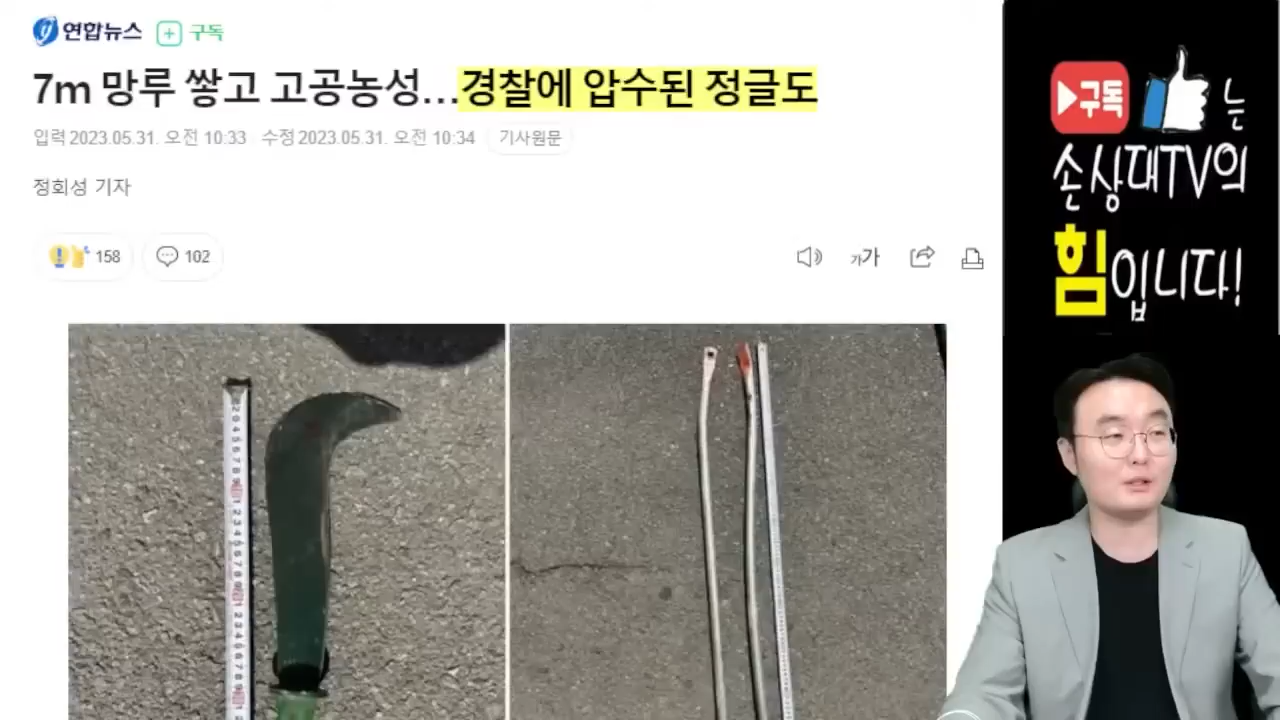 연합뉴스 구독
7m 망루 쌓고 고공농성…경찰에 압수된 정글도
입력 2023.05.31. 오전 10:33 수정 2023.05.31. 오전 10:34 기사원문
정회성 기자
158 102
가가
구독 는
손상대TV의
힘입니다!